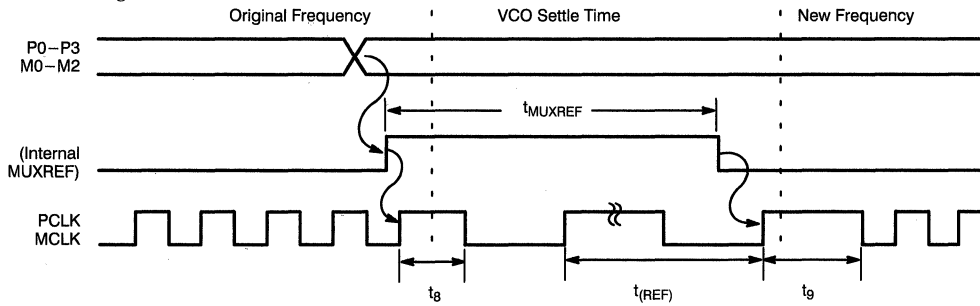 Original Frequency VCO Settle Time New Frequency
P0–P3
M0–M2
tMUXREF
(Internal
MUXREF)
PCLK
MCLK
t8 t(REF) t9